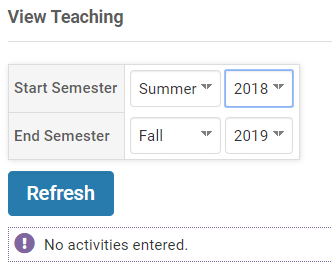 View Teaching
Start Semester Summer 2018
End Semester Fall 2019
Refresh
! No activities entered.